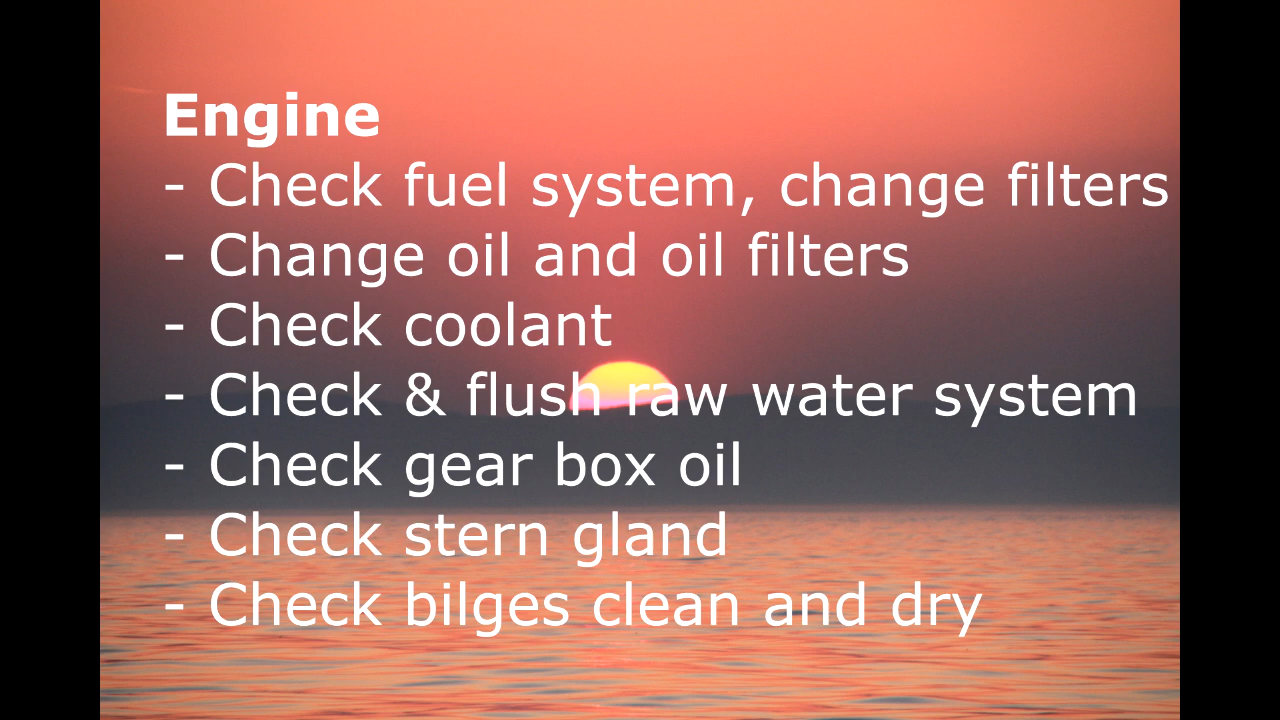 Engine
- Check fuel system, change filters
- Change oil and oil filters
- Check coolant
- Check & flush raw water system
- Check gear box oil
- Check stern gland
- Check bilges clean and dry